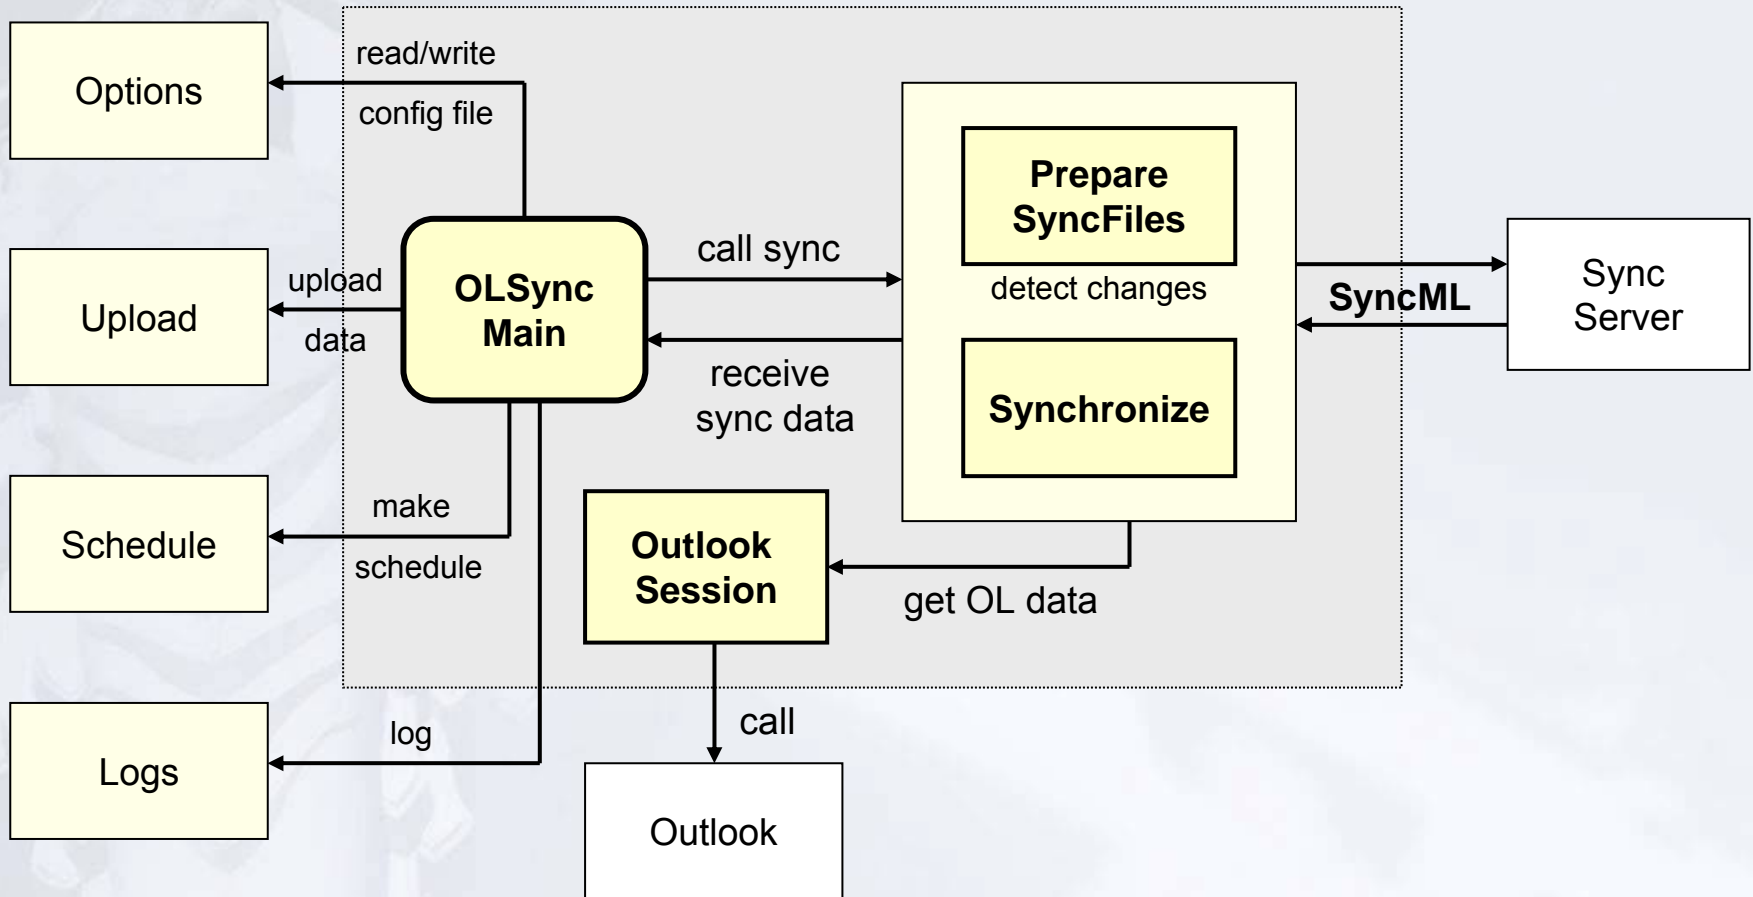 Options
read/write
config file
Upload
upload
data
OLSync
Main
call sync
receive
sync data
Prepare
SyncFiles
detect changes
Synchronize
SyncML
Sync
Server
Schedule
make
schedule
Outlook
Session
get OL data
Logs
log
call
Outlook